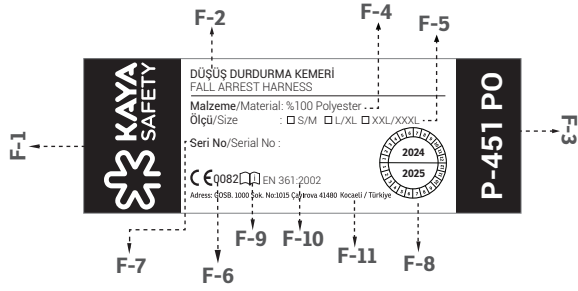 F-4
F-2
F-5
DÜŞÜŞ DURDURMA KEMERİ
FALL ARREST HARNESS
Malzeme/Material: %100 Polyester
Ölçü/Size : S/M L/XL XXL/XXXL
Seri No/Serial No :
KAYA
SAFETY
F-1
2024
2025
P-451 PO
F-3
CE0082 EN 361:2002
Adress: GOSB. 1000 Sok. No:1015 Çayırova 41480 Kocaeli / Türkiye
F-9
F-10
F-11
F-7
F-6
F-8